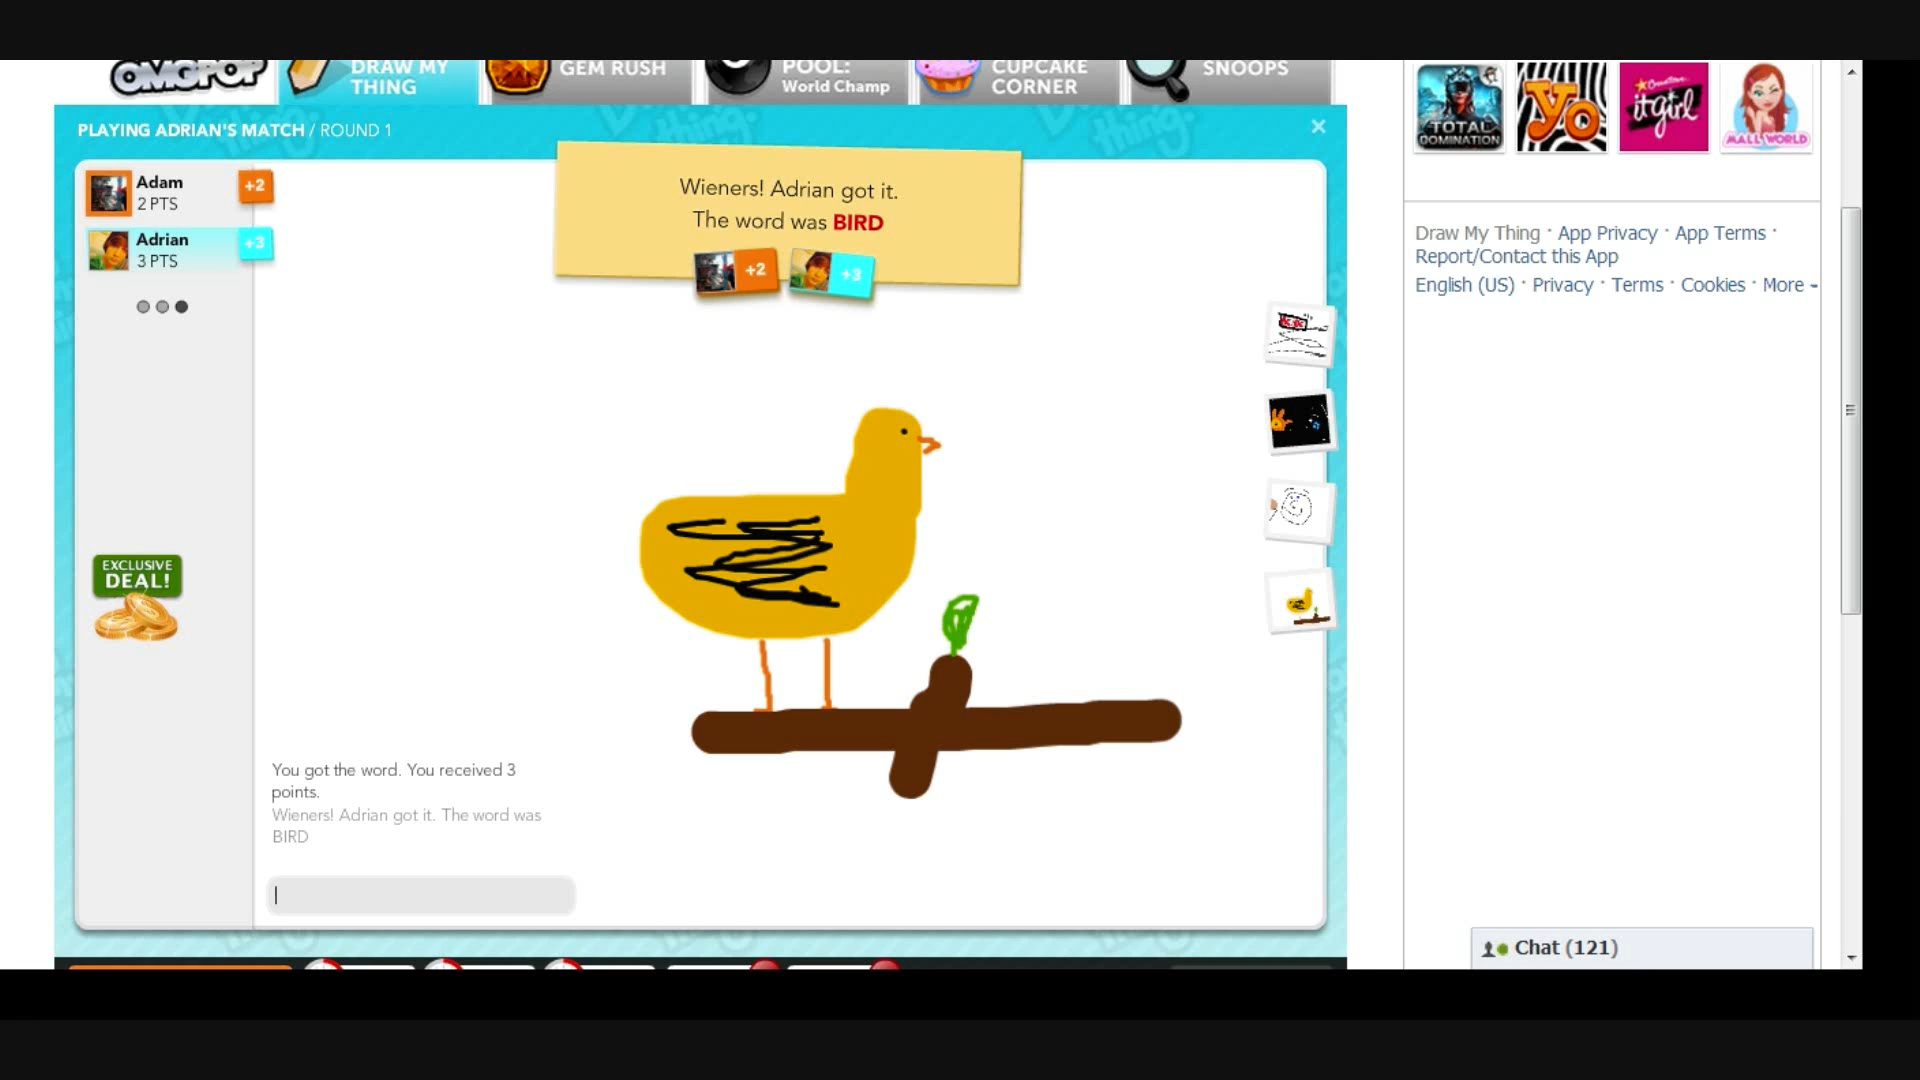 OMGPOP
DRAW MY
THING
GEM RUSH
POOL:
World Champ
CUPCAKE
CORNER
SNOOPS
PLAYING ADRIAN'S MATCH / ROUND 1
Adam
2 PTS
+2
Adrian
3 PTS
+3
Wieners! Adrian got it.
The word was BIRD
+2
+3
EXCLUSIVE
DEAL!
You got the word. You received 3
points.
Wieners! Adrian got it. The word was
BIRD
TOTAL
DOMINATION
Yo
it girl
MALL WORLD
Draw My Thing · App Privacy · App Terms ·
Report/Contact this App
English (US) · Privacy · Terms · Cookies · More
Chat (121)